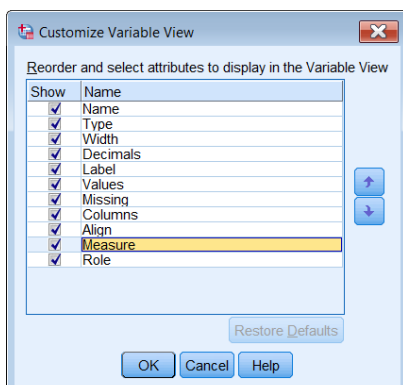 Customize Variable View
Reorder and select attributes to display in the Variable View
Show Name
Name
Type
Width
Decimals
Label
Values
Missing
Columns
Align
Measure
Role
Restore Defaults
OK Cancel Help